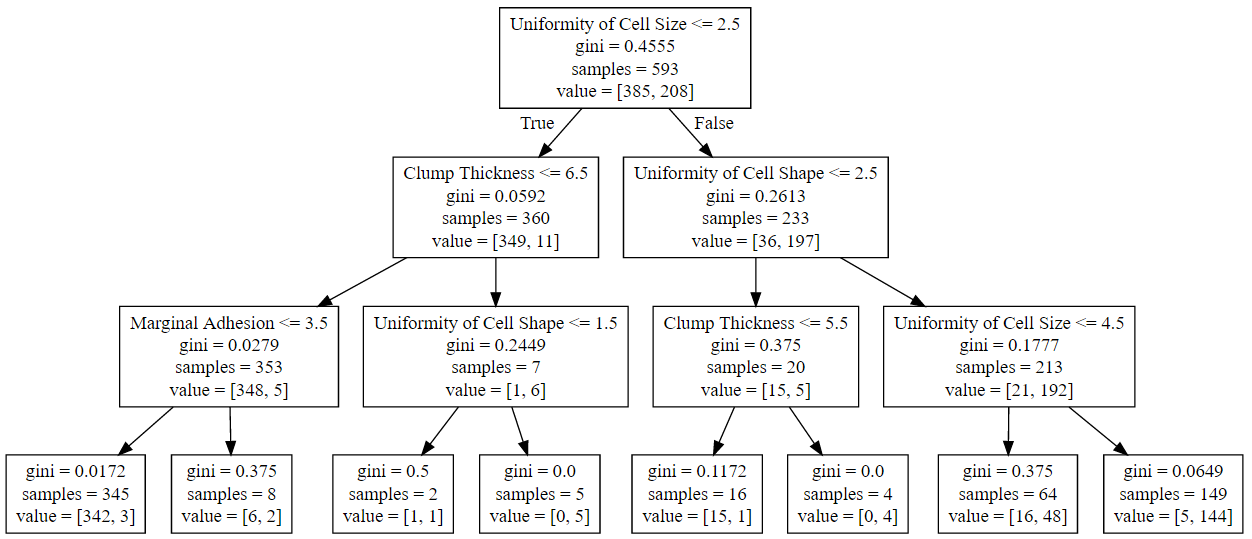 Uniformity of Cell Size <= 2.5
gini = 0.4555
samples = 593
value = [385, 208]
True
False
Clump Thickness <= 6.5
gini = 0.0592
samples = 360
value = [349, 11]
Uniformity of Cell Shape <= 2.5
gini = 0.2613
samples = 233
value = [36, 197]
Marginal Adhesion <= 3.5
gini = 0.0279
samples = 353
value = [348, 5]
Uniformity of Cell Shape <= 1.5
gini = 0.2449
samples = 7
value = [1, 6]
Clump Thickness <= 5.5
gini = 0.375
samples = 20
value = [15, 5]
Uniformity of Cell Size <= 4.5
gini = 0.1777
samples = 213
value = [21, 192]
gini = 0.0172
samples = 345
value = [342, 3]
gini = 0.375
samples = 8
value = [6, 2]
gini = 0.5
samples = 2
value = [1, 1]
gini = 0.0
samples = 5
value = [0, 5]
gini = 0.1172
samples = 16
value = [15, 1]
gini = 0.0
samples = 4
value = [0, 4]
gini = 0.375
samples = 64
value = [16, 48]
gini = 0.0649
samples = 149
value = [5, 144]